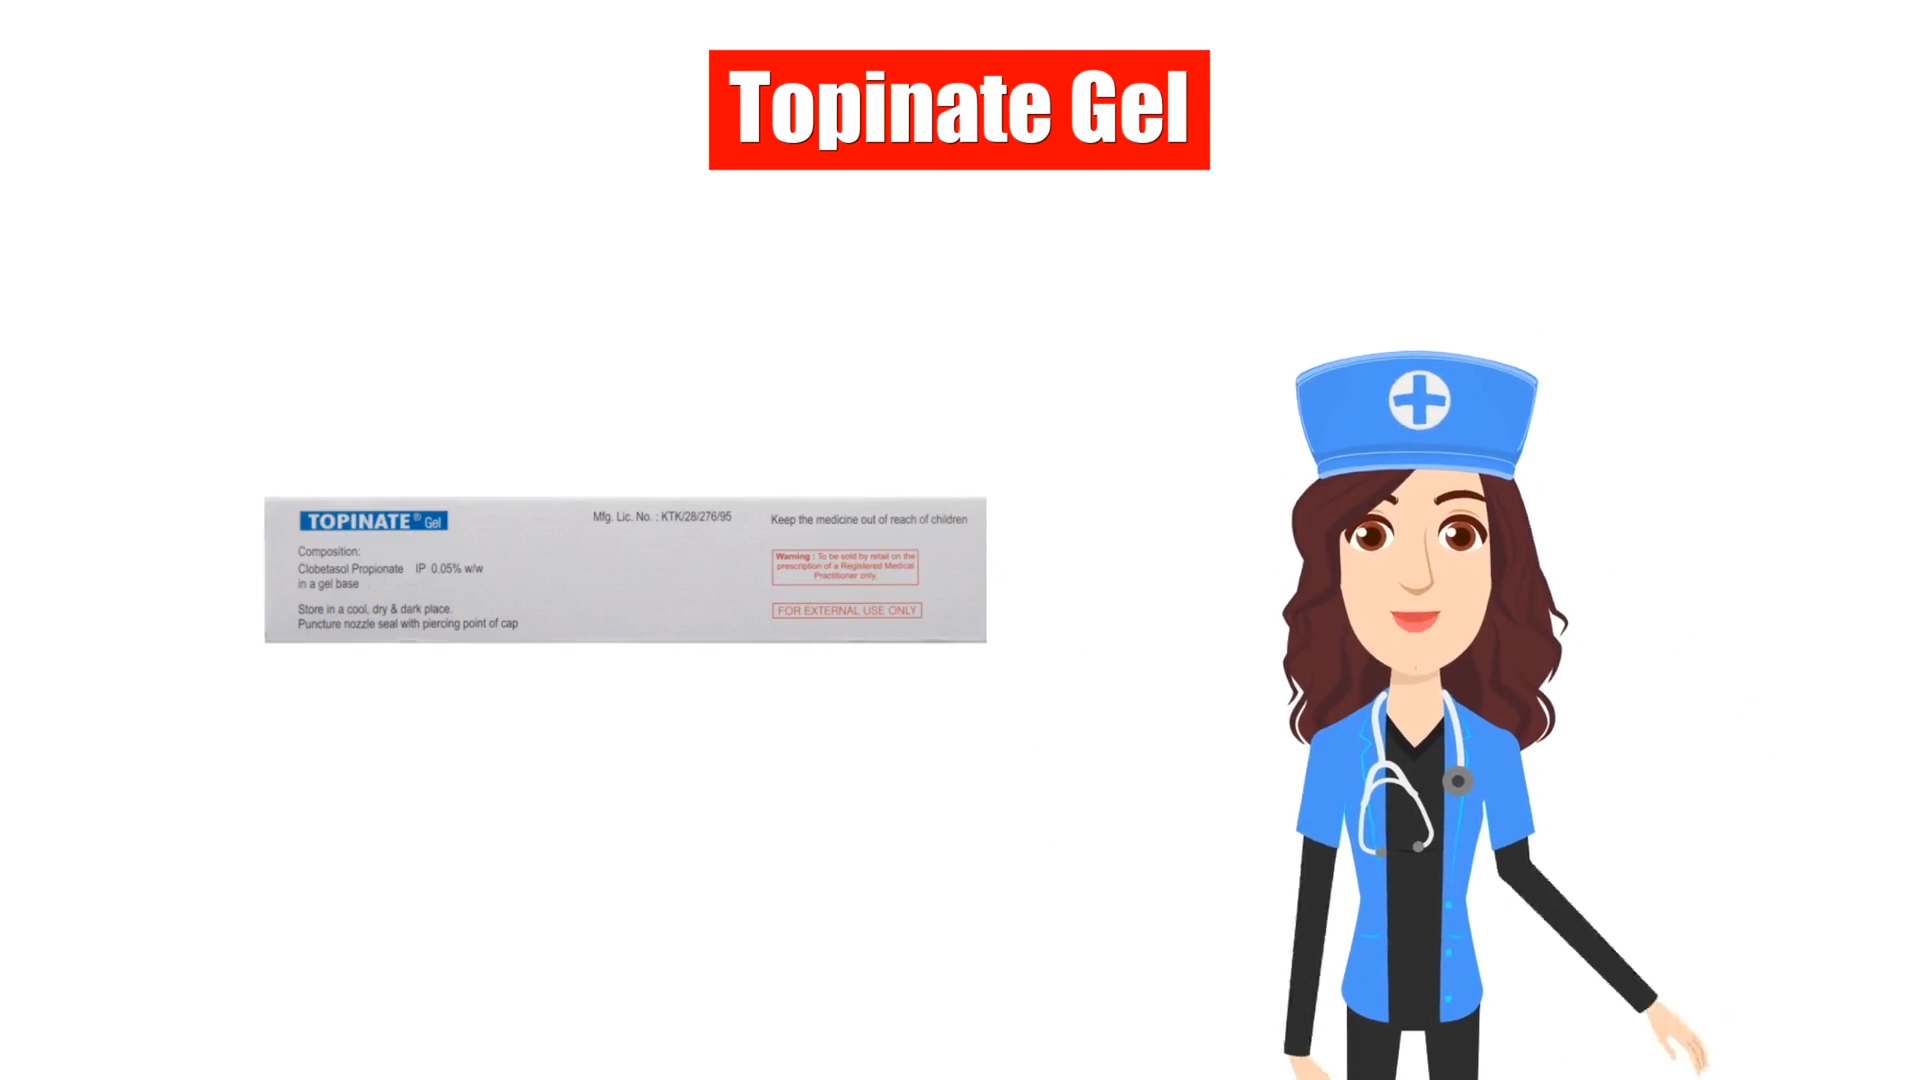 Topinate Gel
TOPINATE® Gel
Composition:
Clobetasol Propionate IP 0.05% w/w
in a gel base
Store in a cool, dry & dark place.
Puncture nozzle seal with piercing point of cap
Mfg. Lic. No. : KTK/28/276/95
Keep the medicine out of reach of children
Warning : To be sold by retail on the
prescription of a Registered Medical
Practitioner only.
FOR EXTERNAL USE ONLY